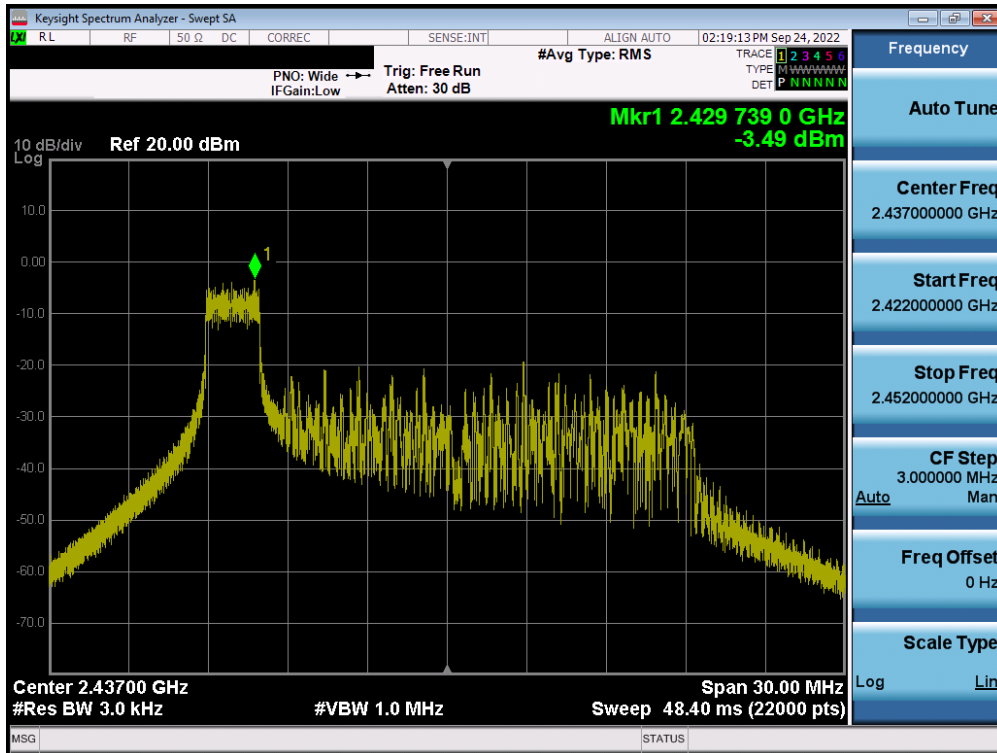 Keysight Spectrum Analyzer - Swept SA
LXI RL RF 50 Ω DC CORREC SENSE:INT ALIGN AUTO 02:19:13 PM Sep 24, 2022
PNO: Wide
IFGain:Low
Trig: Free Run
Atten: 30 dB
#Avg Type: RMS
TRACE 1 2 3 4 5 6
TYPE M WWWWW
DET P N N N N N
Mkr1 2.429 739 0 GHz
-3.49 dBm
10 dB/div
Log
Ref 20.00 dBm
1
10.0
0.00
-10.0
-20.0
-30.0
-40.0
-50.0
-60.0
-70.0
Center 2.43700 GHz
Span 30.00 MHz
#Res BW 3.0 kHz
#VBW 1.0 MHz
Sweep 48.40 ms (22000 pts)
MSG
STATUS
Frequency
Auto Tune
Center Freq
2.437000000 GHz
Start Freq
2.422000000 GHz
Stop Freq
2.452000000 GHz
CF Step
3.000000 MHz
Auto Man
Freq Offset
0 Hz
Scale Type
Log Lin